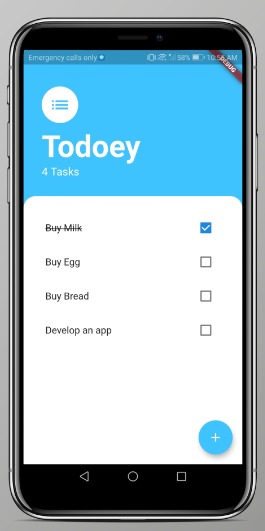 Emergency calls only
58% 10:56 AM
DEBUG
Todoey
4 Tasks
Buy Milk
Buy Egg
Buy Bread
Develop an app